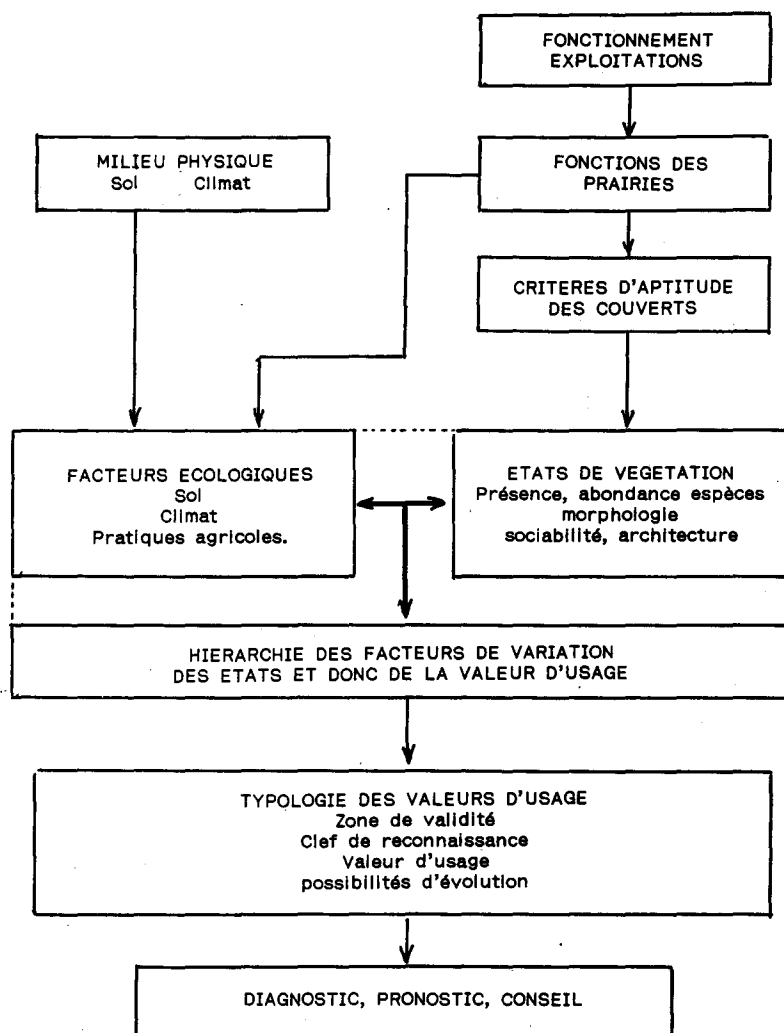 FONCTIONNEMENT
EXPLOITATIONS
MILIEU PHYSIQUE
Sol Climat
FONCTIONS DES
PRAIRIES
CRITERES D'APTITUDE
DES COUVERTS
FACTEURS ECOLOGIQUES
Sol
Climat
Pratiques agricoles.
ETATS DE VEGETATION
Présence, abondance espèces
morphologie
sociabilité, architecture
HIERARCHIE DES FACTEURS DE VARIATION
DES ETATS ET DONC DE LA VALEUR D'USAGE
TYPOLOGIE DES VALEURS D'USAGE
Zone de validité
Clef de reconnaissance
Valeur d'usage
possibilités d'évolution
DIAGNOSTIC, PRONOSTIC, CONSEIL